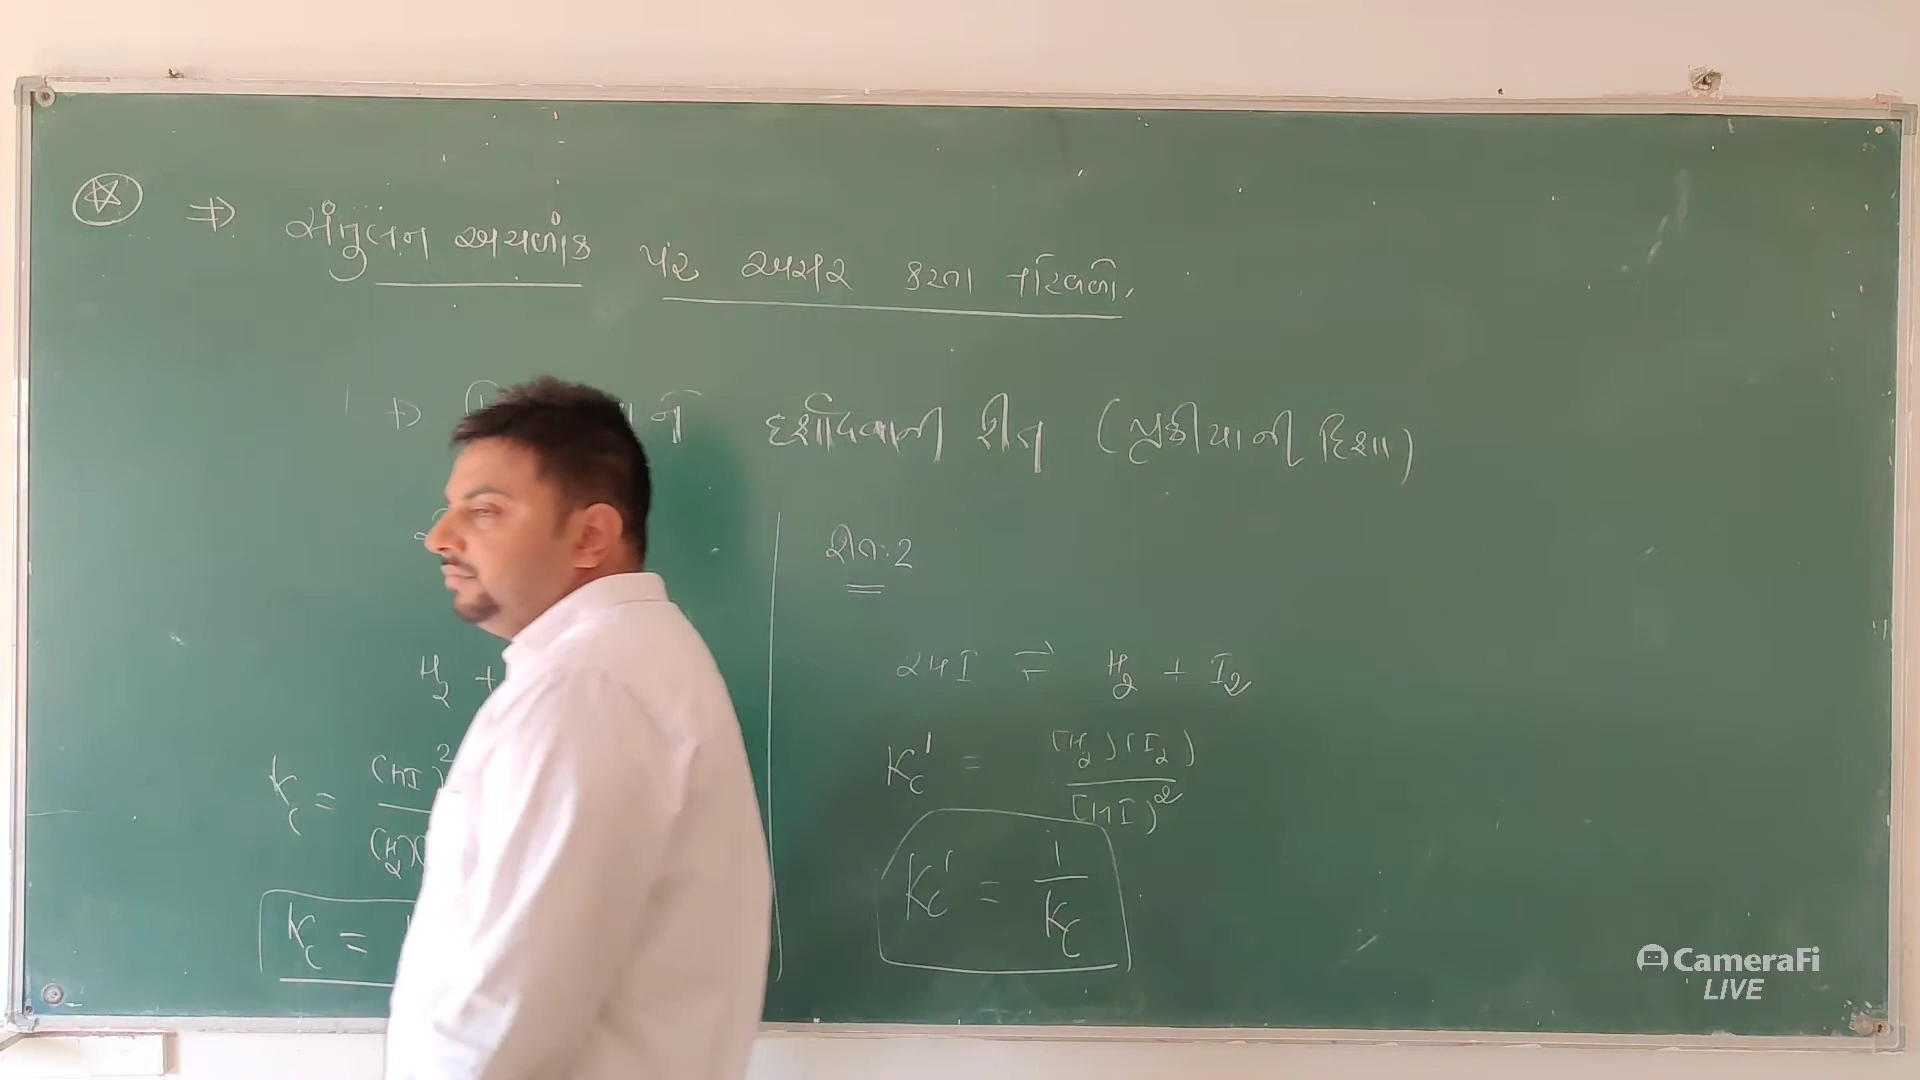 ⇒ સંતુલન અચળાંક પર અસર કરતા પરિબળો.
દર્શાવવાની રીત (પ્રક્રીયાની દિશા)
રીત:2
H₂ +
2HI ⇌ H₂ + I₂
Kc = (HI)² / (H₂)(
Kc' = [H₂)(I₂) / [HI)²
Kc =
Kc' = 1 / Kc
CameraFi
LIVE